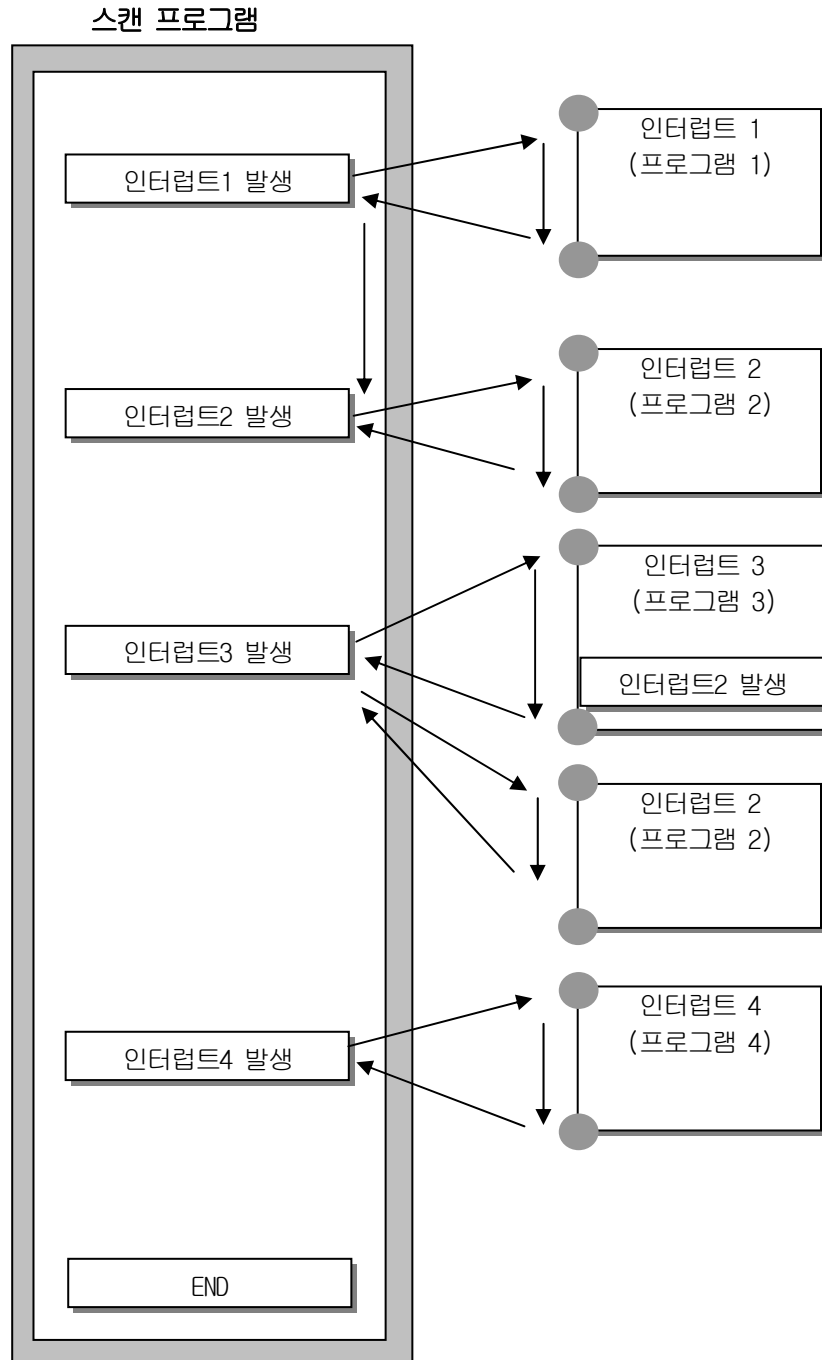 스캔 프로그램
인터럽트1 발생
인터럽트 1
(프로그램 1)
인터럽트2 발생
인터럽트 2
(프로그램 2)
인터럽트3 발생
인터럽트 3
(프로그램 3)
인터럽트2 발생
인터럽트 2
(프로그램 2)
인터럽트4 발생
인터럽트 4
(프로그램 4)
END